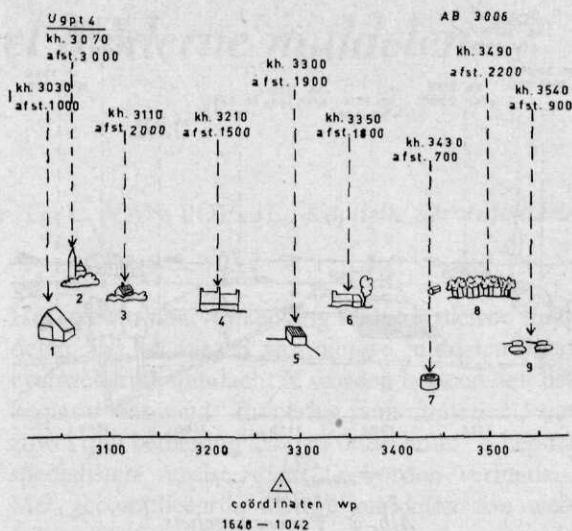 Ugpt 4
kh. 3070
afst. 3000
AB 3006
kh. 3030
afst. 1000
kh. 3110
afst. 2000
kh. 3210
afst. 1500
kh. 3300
afst. 1900
kh. 3350
afst. 1800
kh. 3430
afst. 700
kh. 3490
afst. 2200
kh. 3540
afst. 900
1
2
3
4
5
6
7
8
9
3100
3200
3300
3400
3500
coördinaten wp
1648 — 1042